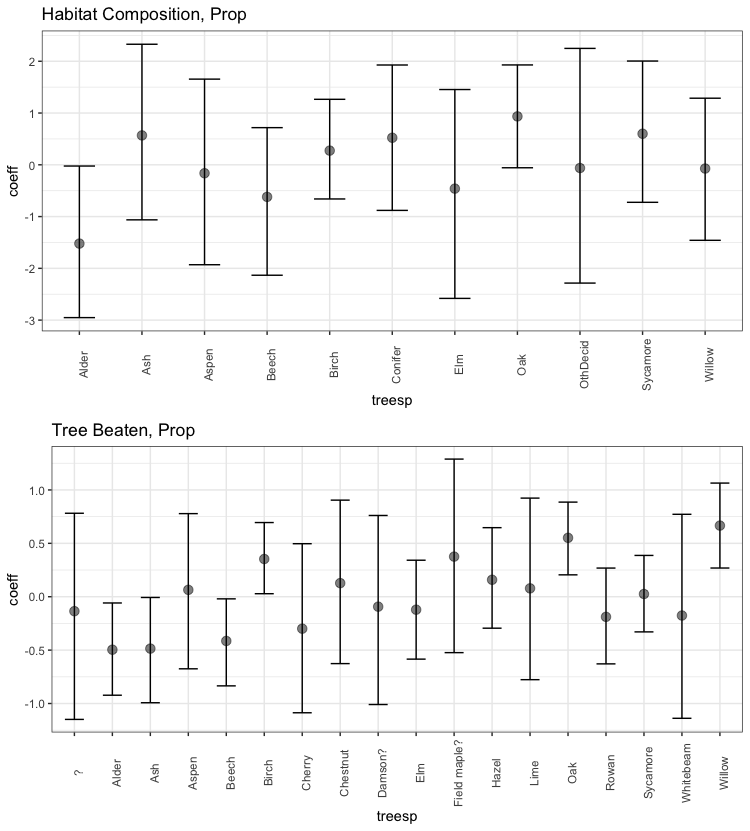 Habitat Composition, Prop
2
1
0
-1
-2
-3
coeff
Alder Ash Aspen Beech Birch Conifer Elm Oak OthDecid Sycamore Willow
treesp
Tree Beaten, Prop
1.0
0.5
0.0
-0.5
-1.0
coeff
? Alder Ash Aspen Beech Birch Cherry Chestnut Damson? Elm Field maple? Hazel Lime Oak Rowan Sycamore Whitebeam Willow
treesp